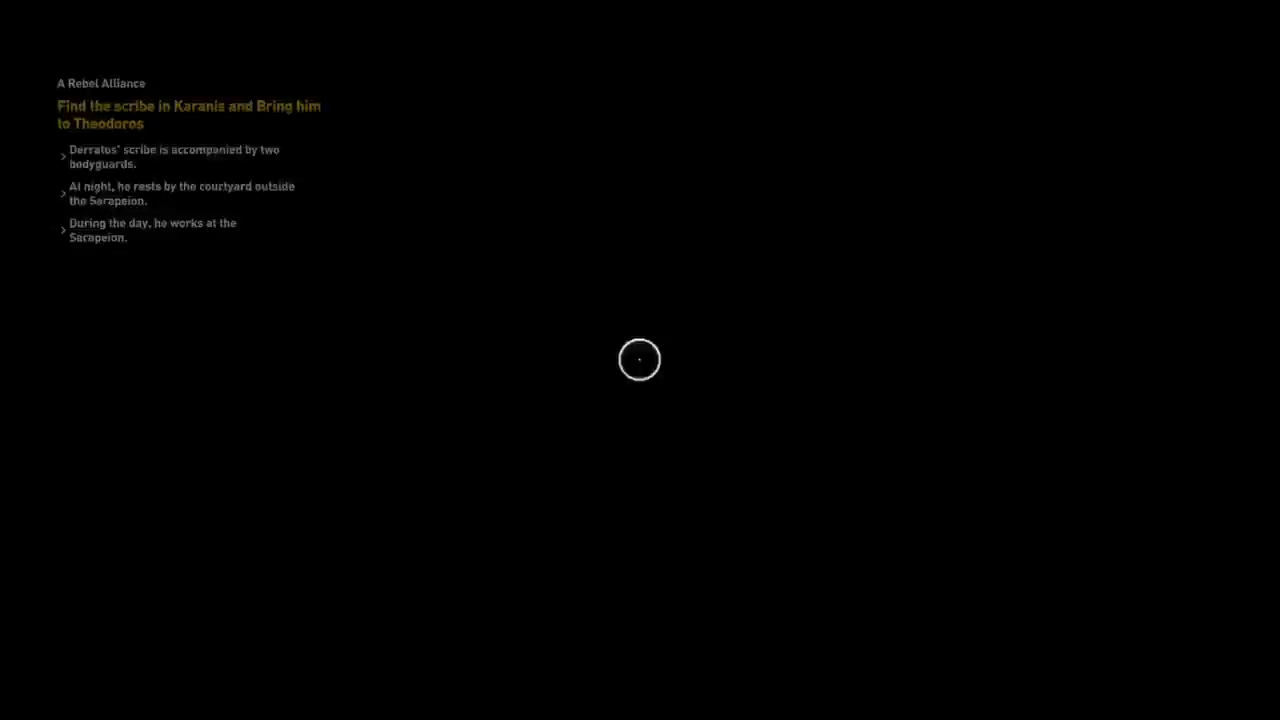 A Rebel Alliance
Find the scribe in Karanis and Bring him
to Theodoros
> Derratos' scribe is accompanied by two
bodyguards.
> At night, he rests by the courtyard outside
the Sarapeion.
> During the day, he works at the
Sarapeion.